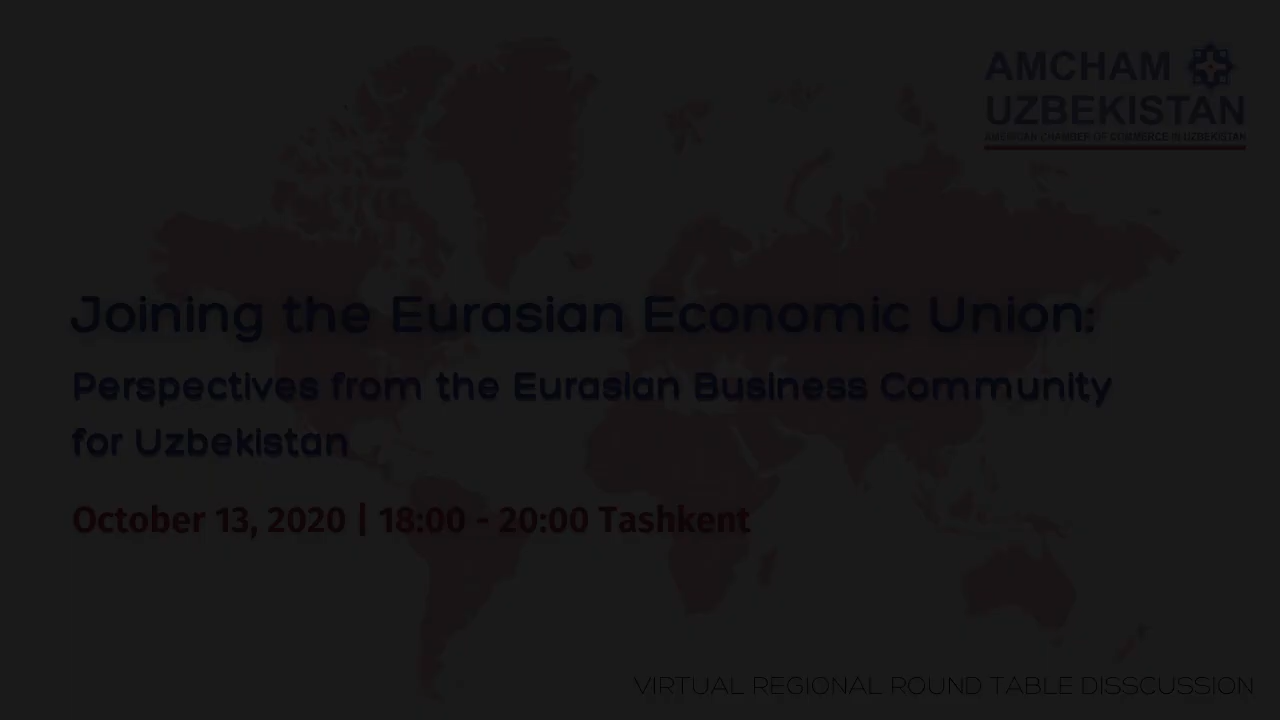 AMCHAM
UZBEKISTAN
AMERICAN CHAMBER OF COMMERCE IN UZBEKISTAN
Joining the Eurasian Economic Union:
Perspectives from the Eurasian Business Community
for Uzbekistan
October 13, 2020 | 18:00 - 20:00 Tashkent
VIRTUAL REGIONAL ROUND TABLE DISSCUSSION